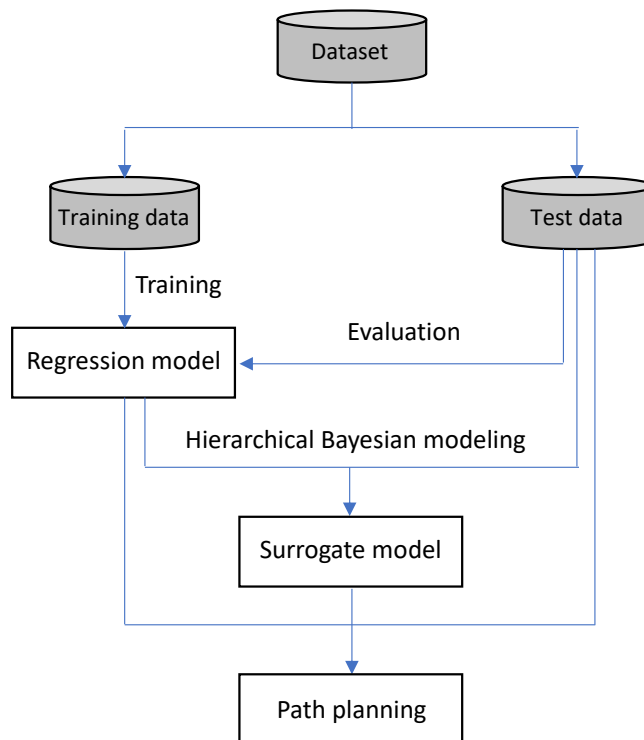 Dataset
Training data
Test data
Training
Evaluation
Regression model
Hierarchical Bayesian modeling
Surrogate model
Path planning